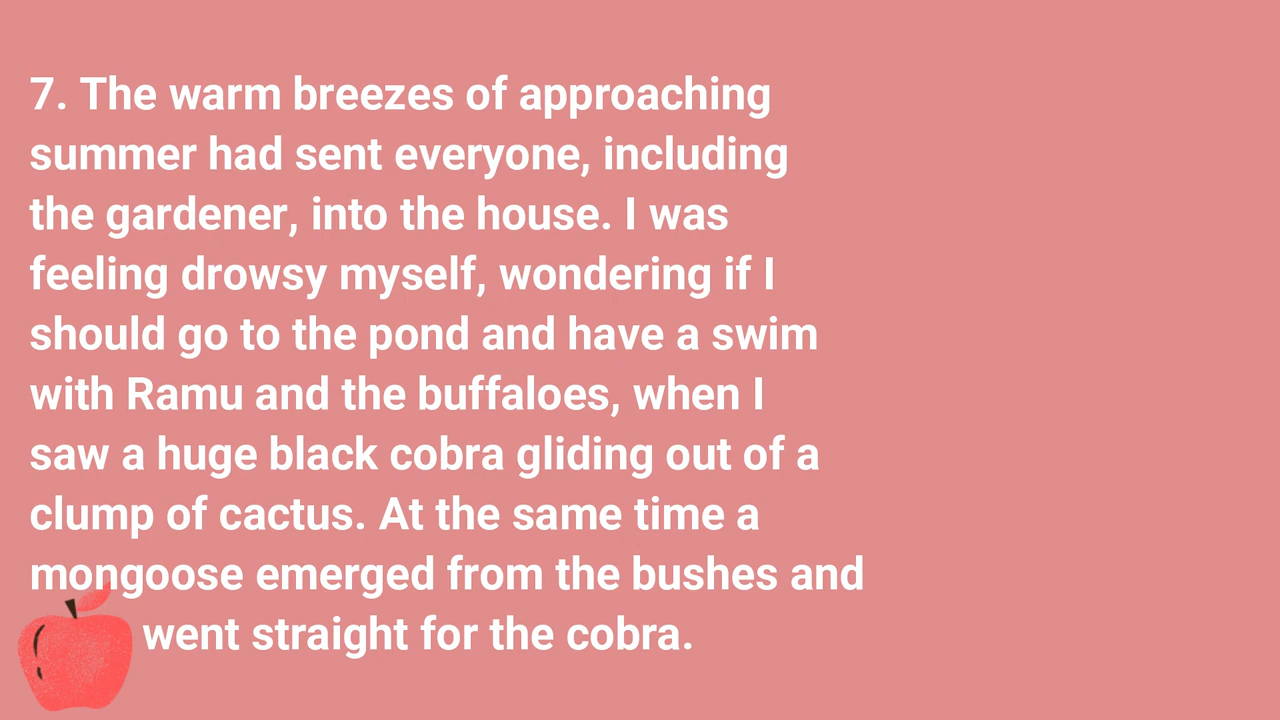 7. The warm breezes of approaching
summer had sent everyone, including
the gardener, into the house. I was
feeling drowsy myself, wondering if I
should go to the pond and have a swim
with Ramu and the buffaloes, when I
saw a huge black cobra gliding out of a
clump of cactus. At the same time a
mongoose emerged from the bushes and
went straight for the cobra.